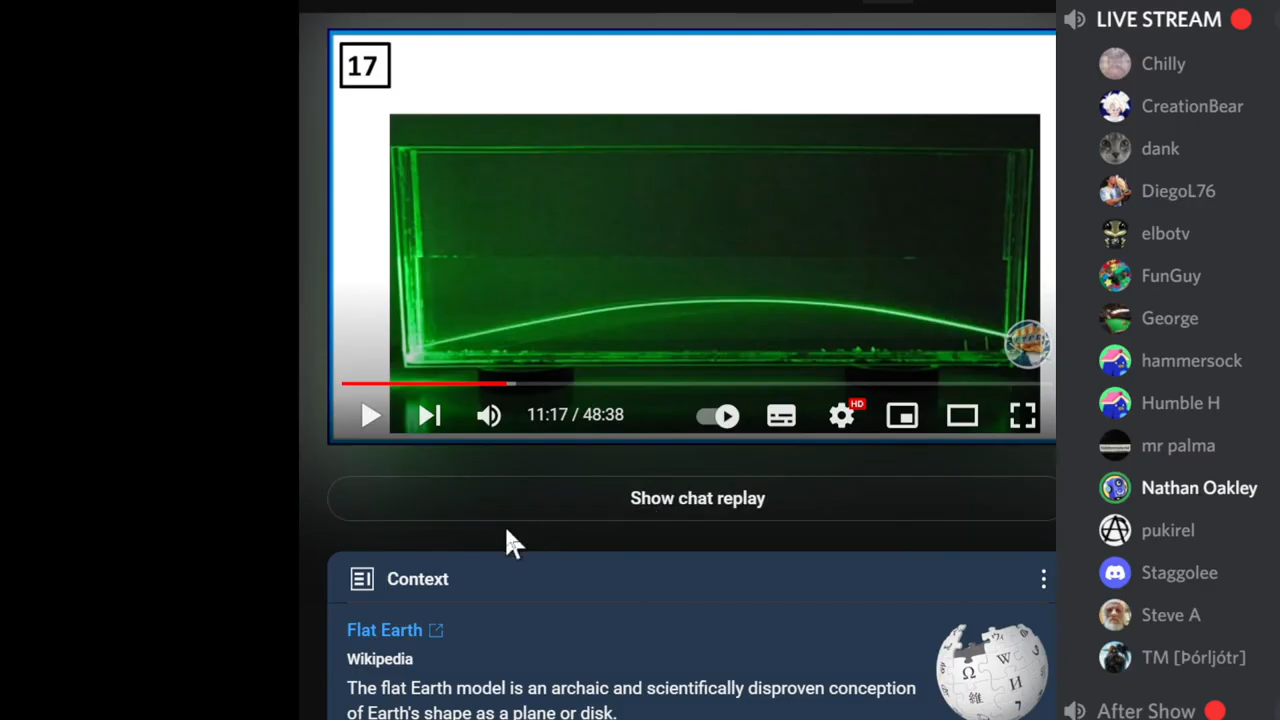 17
11:17 / 48:38
HD
Show chat replay
Context
Flat Earth
Wikipedia
The flat Earth model is an archaic and scientifically disproven conception
of Earth's shape as a plane or disk.
LIVE STREAM
Chilly
CreationBear
dank
DiegoL76
elbotv
FunGuy
George
hammersock
Humble H
mr palma
Nathan Oakley
pukirel
Staggolee
Steve A
TM [Þórljótr]
After Show